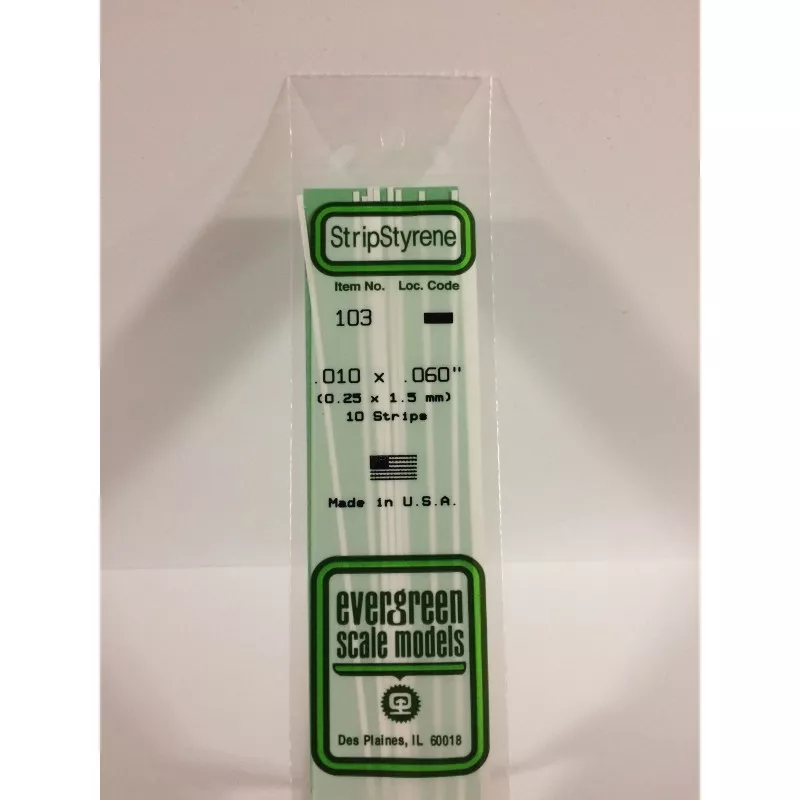 StripStyrene
Item No. Loc. Code
103
.010 x .060"
(0.25 x 1.5 mm)
10 Strips
Made in U.S.A.
evergreen
scale models
Des Plaines, IL 60018